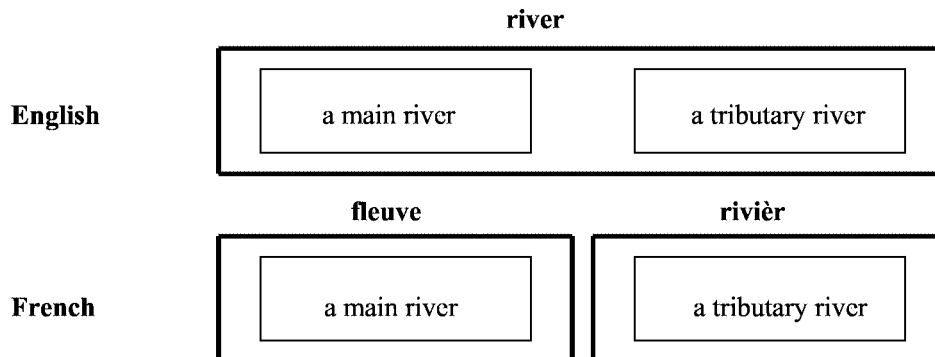 river
English
a main river
a tributary river
fleuve
rivièr
French
a main river
a tributary river